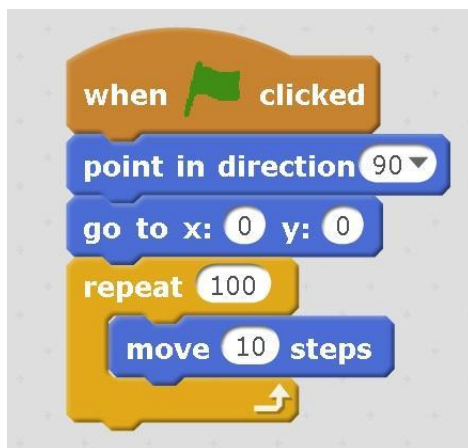 when clicked
point in direction 90
go to x: 0 y: 0
repeat 100
move 10 steps